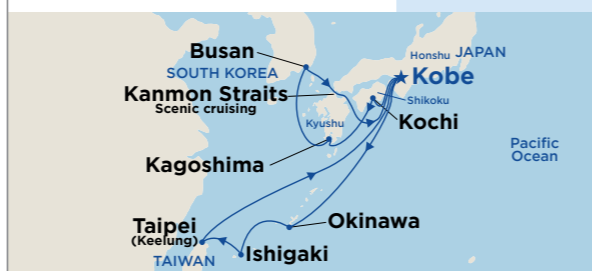 Busan
SOUTH KOREA
Honshu JAPAN
Kobe
Kanmon Straits
Scenic cruising
Shikoku
Kochi
Kyushu
Pacific
Ocean
Kagoshima
Okinawa
Taipei
(Keelung)
TAIWAN
Ishigaki